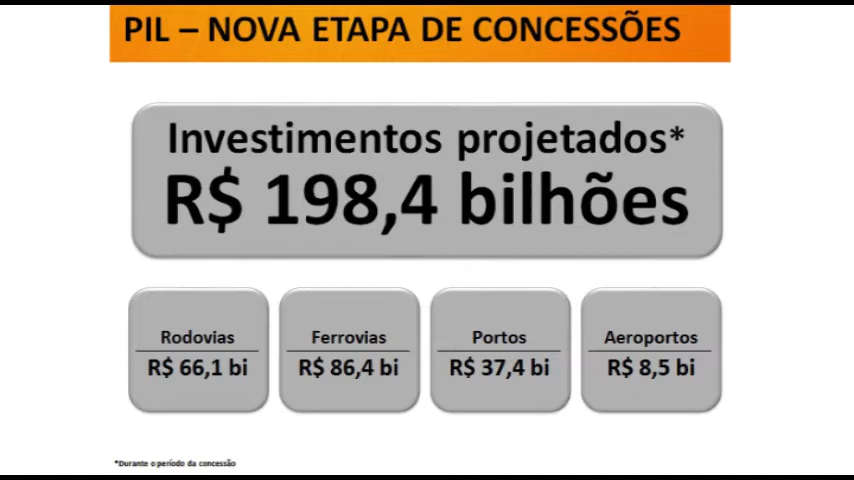 PIL – NOVA ETAPA DE CONCESSÕES
Investimentos projetados*
R$ 198,4 bilhões
Rodovias
R$ 66,1 bi
Ferrovias
R$ 86,4 bi
Portos
R$ 37,4 bi
Aeroportos
R$ 8,5 bi
*Durante o período da concessão